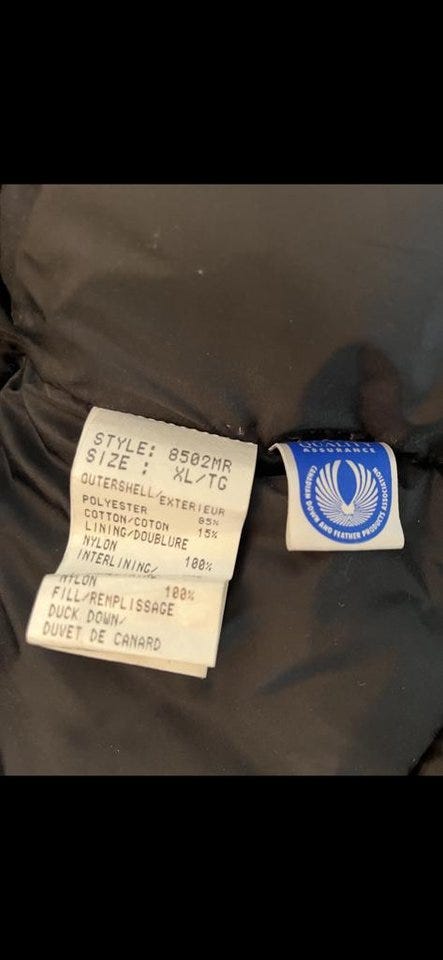 STYLE: 8502MR
SIZE : XL/TG
OUTERSHELL/EXTERIEUR
POLYESTER 85%
COTTON/COTON 15%
LINING/DOUBLURE
NYLON 100%
INTERLINING/
NYLON 100%
FILL/REMPLISSAGE
DUCK DOWN/
DUVET DE CANARD
QUALITY
ASSURANCE
CANADIAN DOWN AND FEATHER PRODUCTS ASSOCIATION